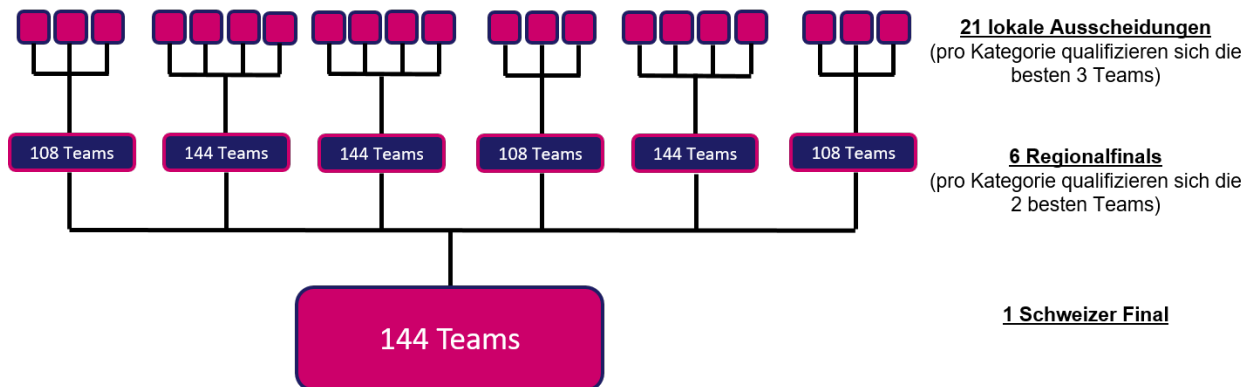 21 lokale Ausscheidungen
(pro Kategorie qualifizieren sich die
besten 3 Teams)
108 Teams
144 Teams
144 Teams
108 Teams
144 Teams
108 Teams
6 Regionalfinals
(pro Kategorie qualifizieren sich die
2 besten Teams)
144 Teams
1 Schweizer Final